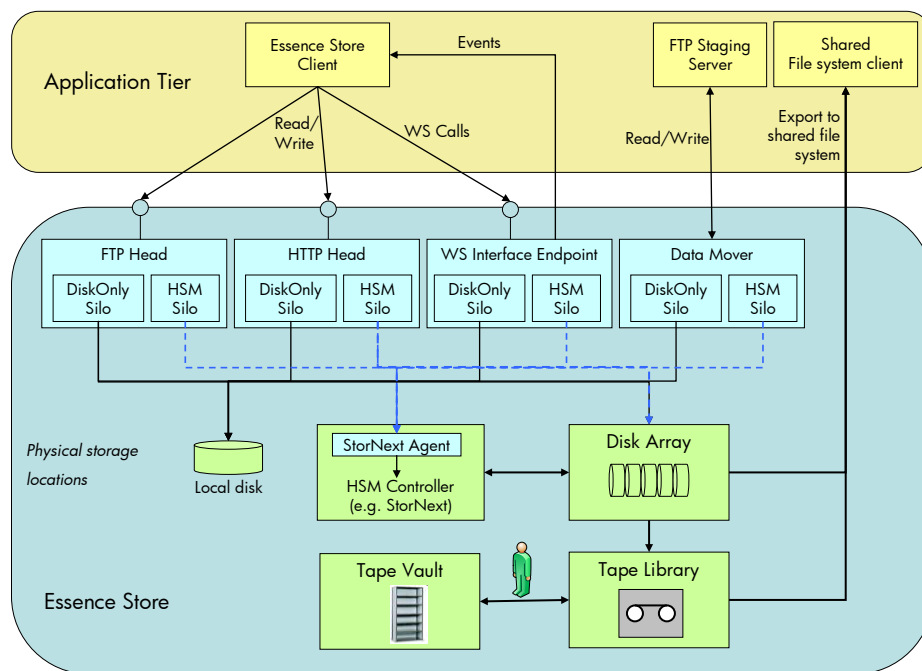 Essence Store
Client
Events
FTP Staging
Server
Shared
File system client
Application Tier
Read/
Write
WS Calls
Read/Write
Export to
shared file
system
FTP Head
HTTP Head
WS Interface Endpoint
Data Mover
DiskOnly
Silo
HSM
Silo
DiskOnly
Silo
HSM
Silo
DiskOnly
Silo
HSM
Silo
DiskOnly
Silo
HSM
Silo
Physical storage
locations
Local disk
StorNext Agent
HSM Controller
(e.g. StorNext)
Disk Array
Tape Vault
Tape Library
Essence Store